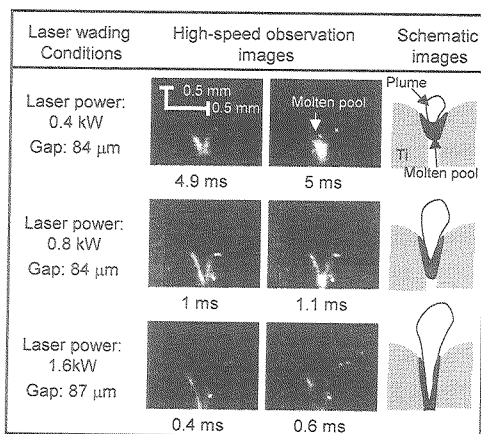 Laser wading Conditions
High-speed observation images
Schematic images
Laser power: 0.4 kW
Gap: 84 μm
0.5 mm
0.5 mm
4.9 ms
Molten pool
5 ms
Plume
TI
Molten pool
Laser power: 0.8 kW
Gap: 84 μm
1 ms
1.1 ms
Laser power: 1.6kW
Gap: 87 μm
0.4 ms
0.6 ms